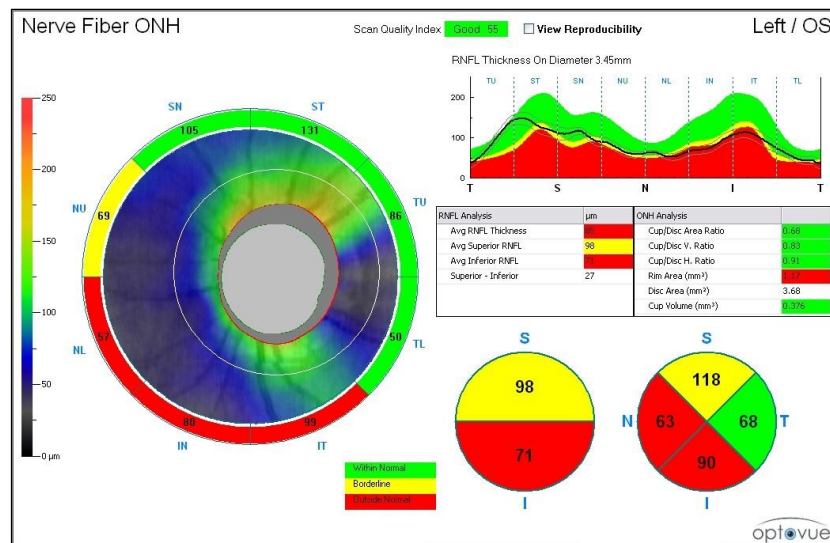 Nerve Fiber ONH
Scan Quality Index Good 55
View Reproducibility
Left / OS
RNFL Thickness On Diameter 3.45mm
TU ST SN NU NL IN IT TL
200
100
0
T S N I T
250
200
150
100
50
0 µm
SN ST
105 131
NU TU
69 86
57 50
NL TL
80 99
IN IT
RNFL Analysis µm
Avg RNFL Thickness
Avg Superior RNFL 98
Avg Inferior RNFL 71
Superior - Inferior 27
ONH Analysis
Cup/Disc Area Ratio 0.68
Cup/Disc V. Ratio 0.83
Cup/Disc H. Ratio 0.91
Rim Area (mm²) 1.17
Disc Area (mm²) 3.68
Cup Volume (mm³) 0.376
S
98
71
I
S
118
N 63 68 T
90
I
Within Normal
Borderline
Outside Normal
optovue